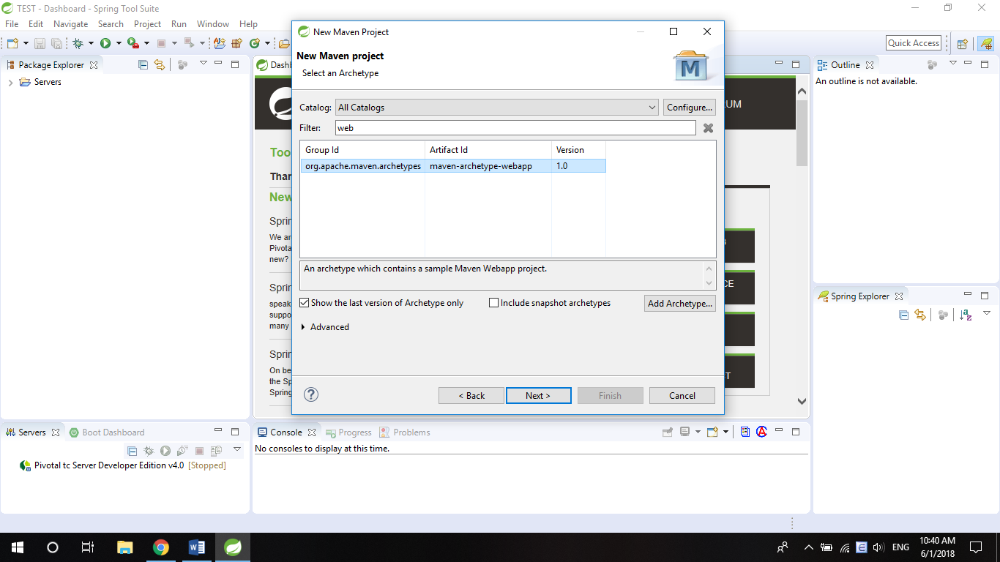 TEST - Dashboard - Spring Tool Suite
File Edit Navigate Search Project Run Window Help
Quick Access
Package Explorer
Servers
Dashb
UM
Too
Than
New
Sprin
We ar
Pivota
new?
Sprin
speak
suppo
many
Sprin
On be
the Sp
Spring
G
CE
T
New Maven Project
New Maven project
Select an Archetype
M
Catalog: All Catalogs Configure...
Filter: web
Group Id Artifact Id Version
org.apache.maven.archetypes maven-archetype-webapp 1.0
An archetype which contains a sample Maven Webapp project.
Show the last version of Archetype only Include snapshot archetypes Add Archetype...
Advanced
? < Back Next > Finish Cancel
Outline
An outline is not available.
Spring Explorer
Servers Boot Dashboard
Pivotal tc Server Developer Edition v4.0 [Stopped]
Console Progress Problems
No consoles to display at this time.
ENG
10:40 AM
6/1/2018